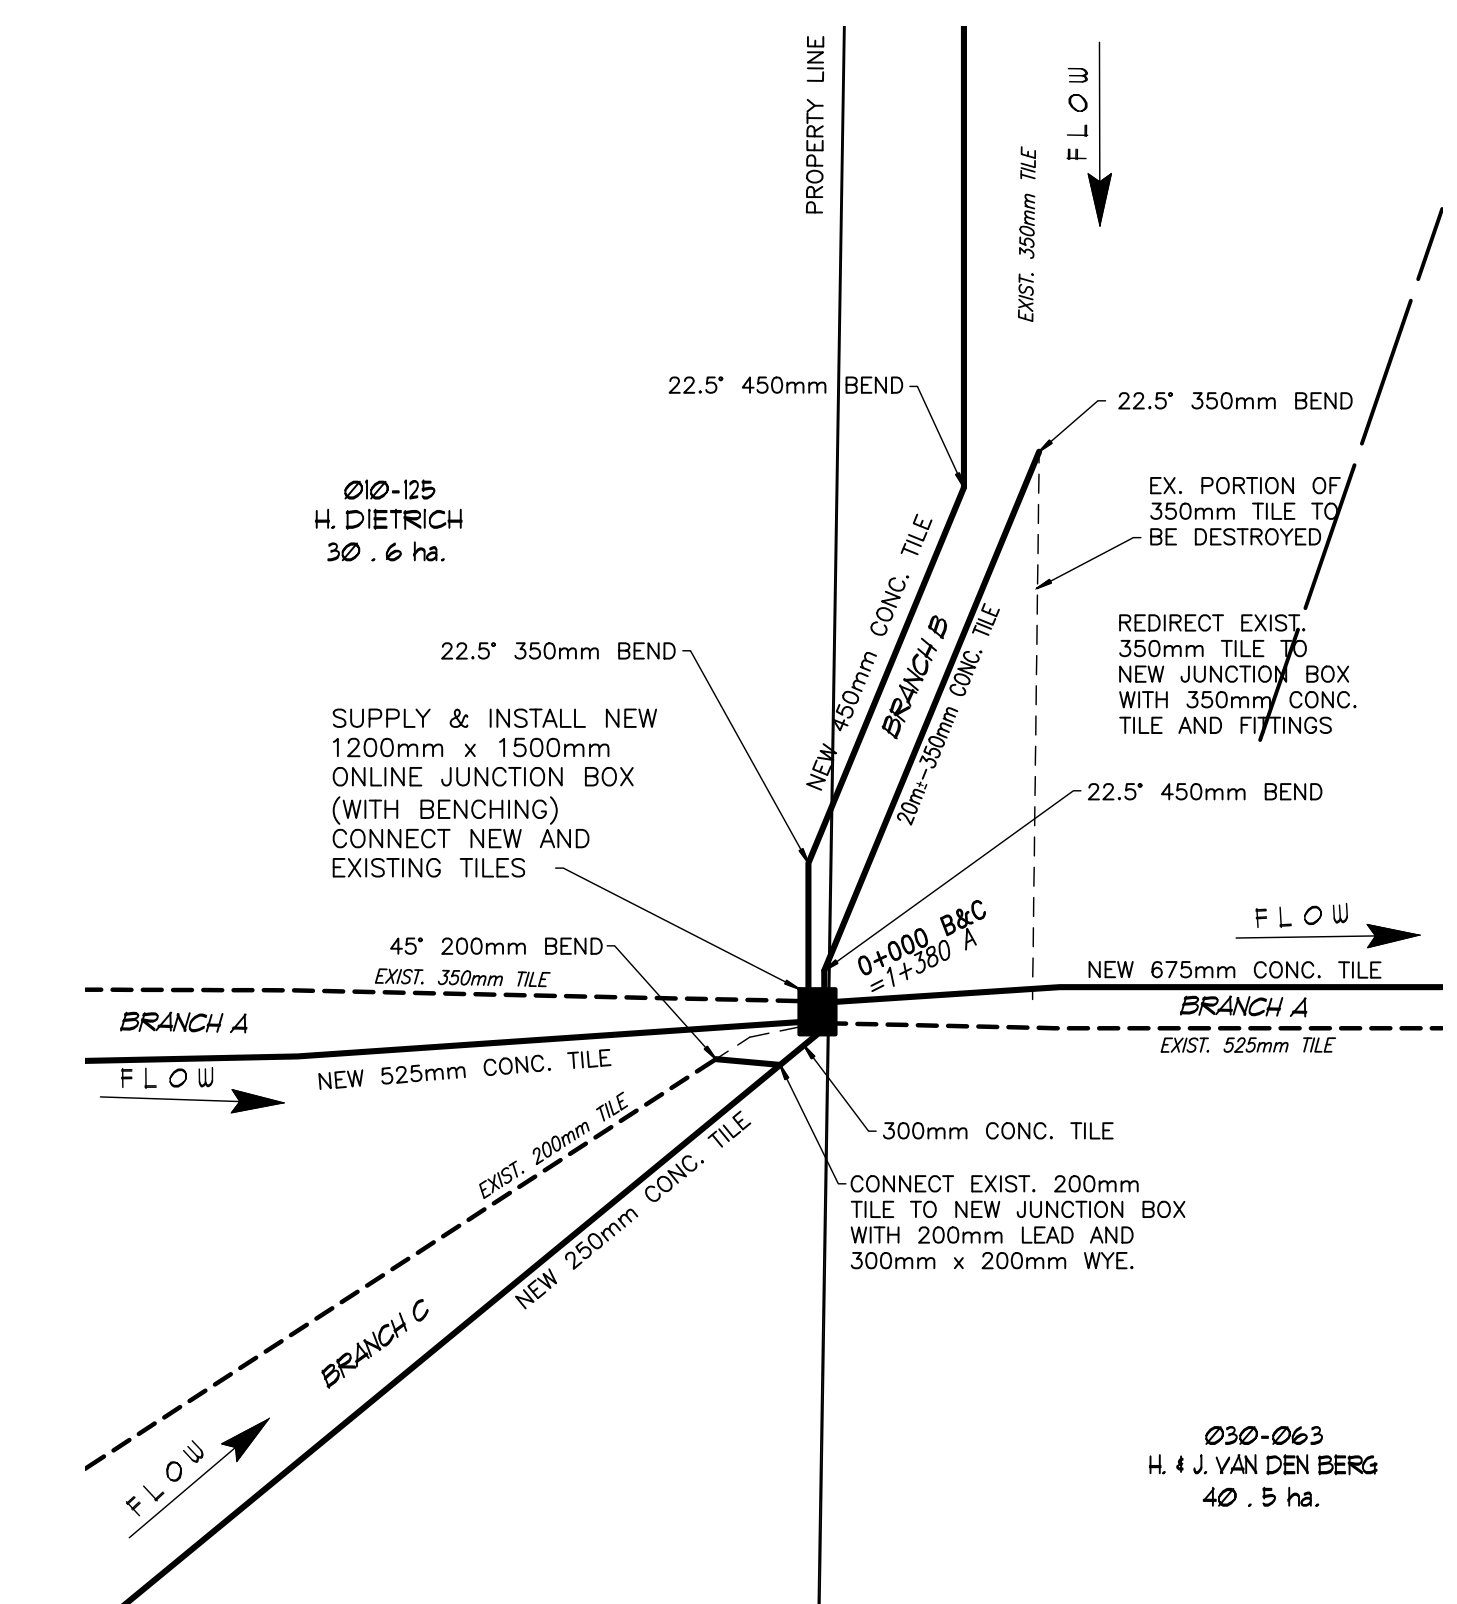 PROPERTY LINE
FLOW
EXIST. 350mm TILE
22.5° 450mm BEND
22.5° 350mm BEND
EX. PORTION OF
350mm TILE TO
BE DESTROYED
010-125
H. DIETRICH
30 . 6 ha.
NEW 450mm CONC. TILE
BRANCH B
20m±-350mm CONC. TILE
REDIRECT EXIST.
350mm TILE TO
NEW JUNCTION BOX
WITH 350mm CONC.
TILE AND FITTINGS
22.5° 350mm BEND
SUPPLY & INSTALL NEW
1200mm x 1500mm
ONLINE JUNCTION BOX
(WITH BENCHING)
CONNECT NEW AND
EXISTING TILES
22.5° 450mm BEND
0+000 B&C
=1+380 A
FLOW
45° 200mm BEND
EXIST. 350mm TILE
NEW 675mm CONC. TILE
BRANCH A
BRANCH A
EXIST. 525mm TILE
NEW 525mm CONC. TILE
FLOW
EXIST. 200mm TILE
300mm CONC. TILE
CONNECT EXIST. 200mm
TILE TO NEW JUNCTION BOX
WITH 200mm LEAD AND
300mm x 200mm WYE.
NEW 250mm CONC. TILE
BRANCH C
FLOW
030-063
H. & J. VAN DEN BERG
40 . 5 ha.